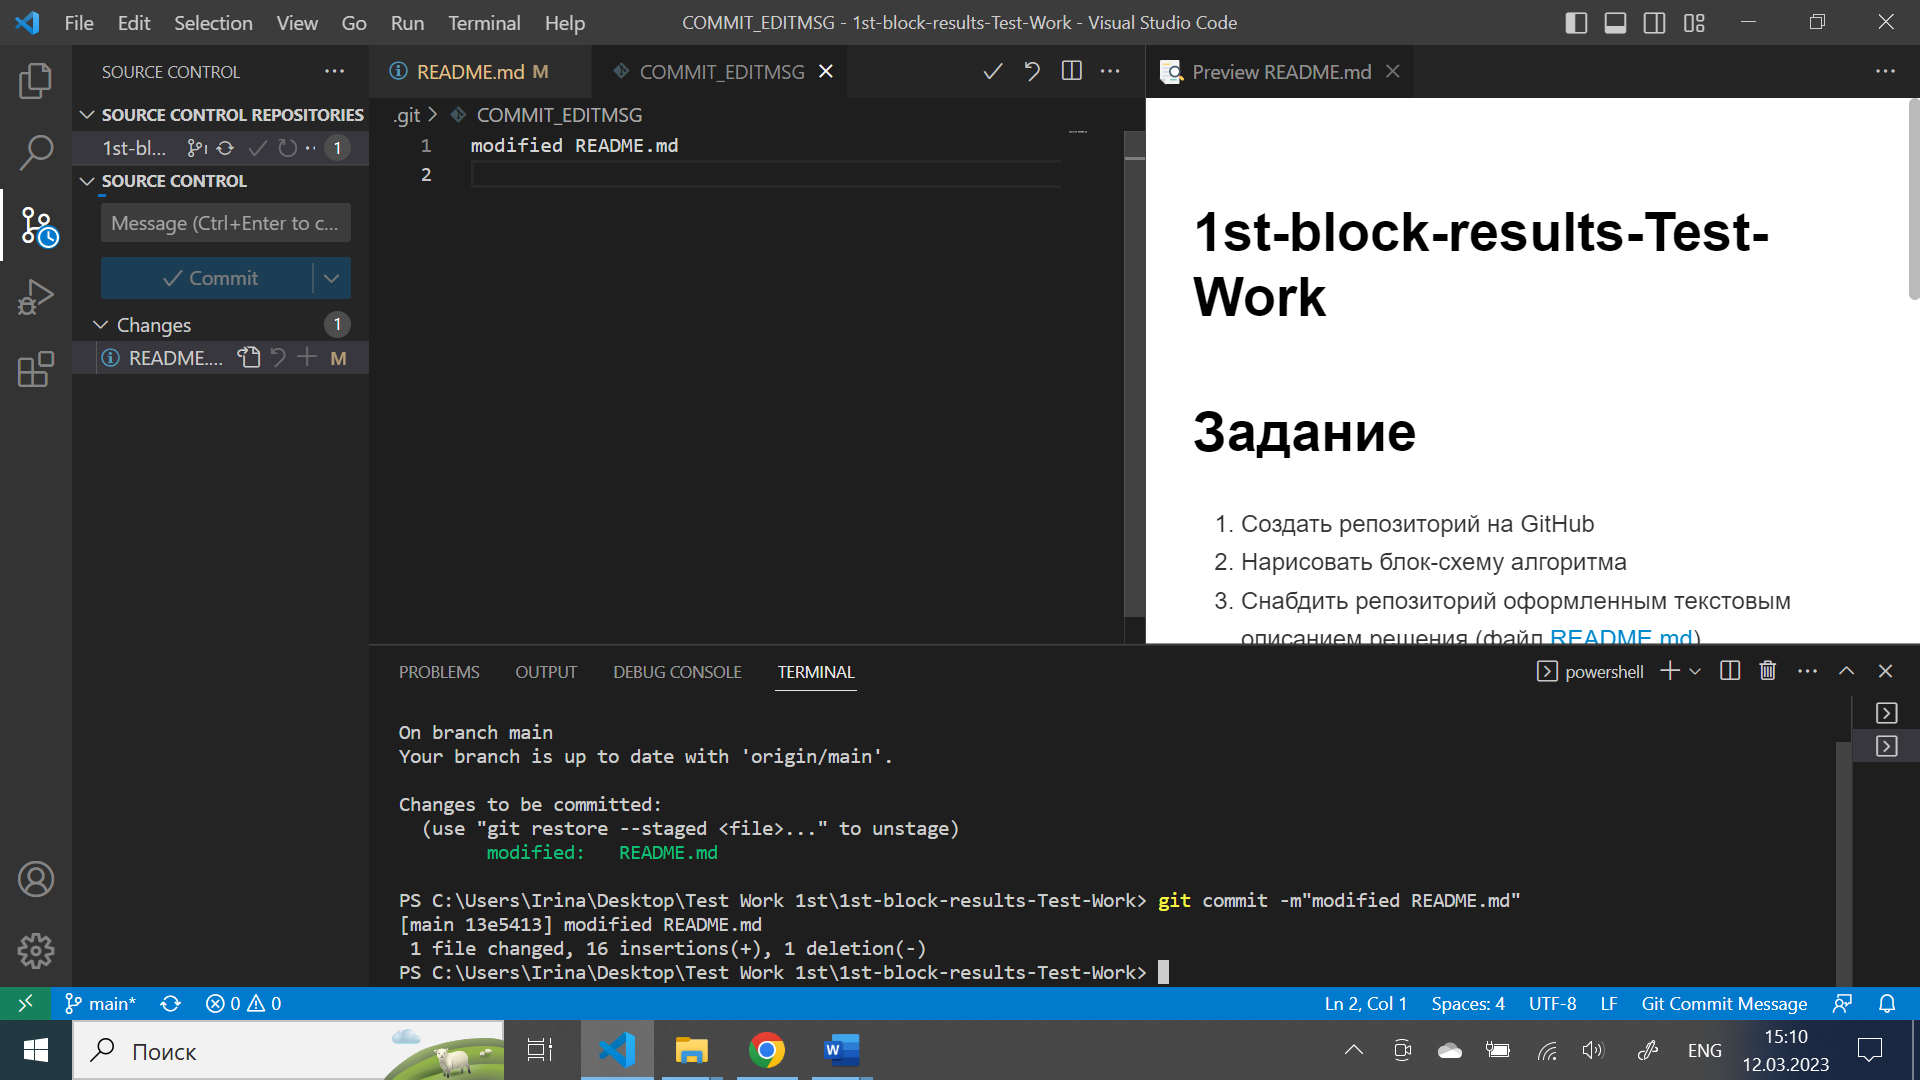 File Edit Selection View Go Run Terminal Help COMMIT_EDITMSG - 1st-block-results-Test-Work - Visual Studio Code
SOURCE CONTROL
SOURCE CONTROL REPOSITORIES
1st-bl... 1
SOURCE CONTROL
Message (Ctrl+Enter to c...
Commit
Changes 1
README.... M
README.md M COMMIT_EDITMSG
.git > COMMIT_EDITMSG
1 modified README.md
2
Preview README.md
1st-block-results-Test-
Work
Задание
1. Создать репозиторий на GitHub
2. Нарисовать блок-схему алгоритма
3. Снабдить репозиторий оформленным текстовым
описанием решения (файл README.md)
PROBLEMS OUTPUT DEBUG CONSOLE TERMINAL powershell
On branch main
Your branch is up to date with 'origin/main'.
Changes to be committed:
(use "git restore --staged <file>..." to unstage)
modified: README.md
PS C:\Users\Irina\Desktop\Test Work 1st\1st-block-results-Test-Work> git commit -m"modified README.md"
[main 13e5413] modified README.md
1 file changed, 16 insertions(+), 1 deletion(-)
PS C:\Users\Irina\Desktop\Test Work 1st\1st-block-results-Test-Work>
main* 0 0 Ln 2, Col 1 Spaces: 4 UTF-8 LF Git Commit Message
Поиск W ENG 15:10
12.03.2023